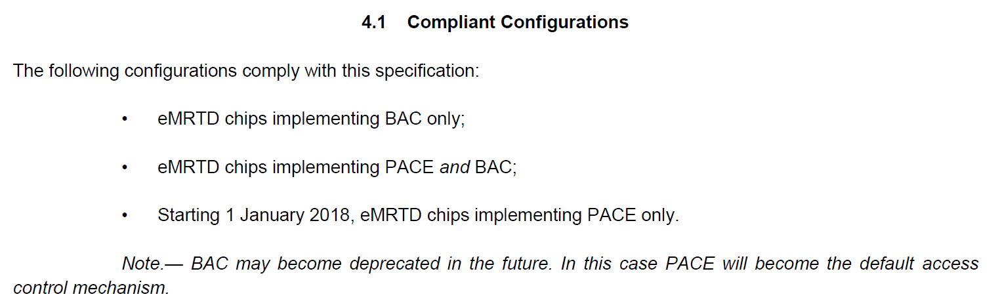 4.1 Compliant Configurations
The following configurations comply with this specification:
• eMRTD chips implementing BAC only;
• eMRTD chips implementing PACE and BAC;
• Starting 1 January 2018, eMRTD chips implementing PACE only.
Note.— BAC may become deprecated in the future. In this case PACE will become the default access
control mechanism.